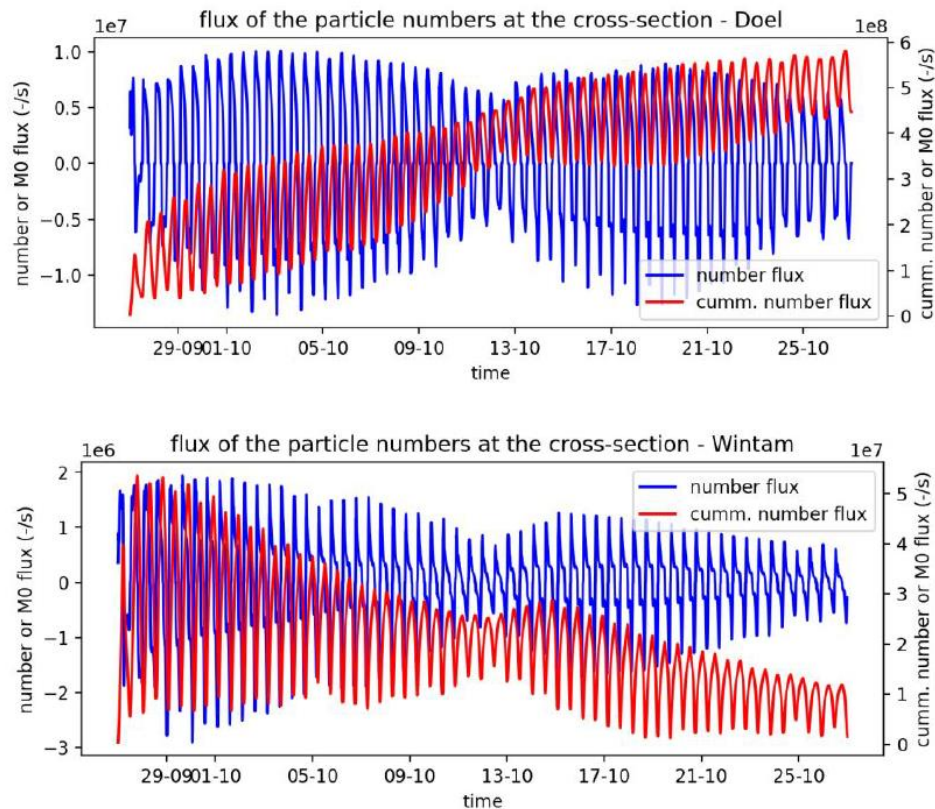 flux of the particle numbers at the cross-section - Doel
1e7
1e8
1.0
0.5
0.0
−0.5
−1.0
number or M0 flux (-/s)
6
5
4
3
2
1
0
cumm. number flux (-/s)
number flux
cumm. number flux
29-09
01-10
05-10
09-10
13-10
17-10
21-10
25-10
time
flux of the particle numbers at the cross-section - Wintam
1e6
1e7
2
1
0
−1
−2
−3
number or M0 flux (-/s)
number flux
cumm. number flux
5
4
3
2
1
0
cumm. number flux (-/s)
29-09
01-10
05-10
09-10
13-10
17-10
21-10
25-10
time